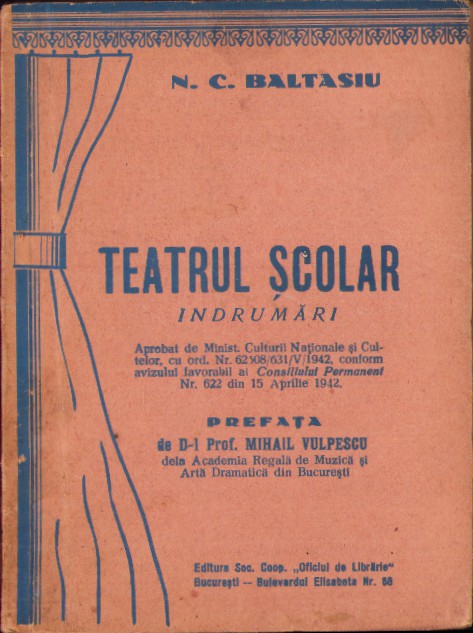 N. C. BALTASIU
TEATRUL ȘCOLAR
INDRUMĂRI
Aprobat de Minist. Culturii Naționale și Cul-
telor, cu ord. Nr. 62508/631/V/1942, conform
avizului favorabil al Consiliului Permanent
Nr. 622 din 15 Aprilie 1942.
PREFAȚA
de D-l Prof. MIHAIL VULPESCU
dela Academia Regală de Muzică și
Artă Dramatică din București
Editura Soc. Coop. „Oficiul de Librărie"
București — Bulevardul Elisabeta Nr. 68